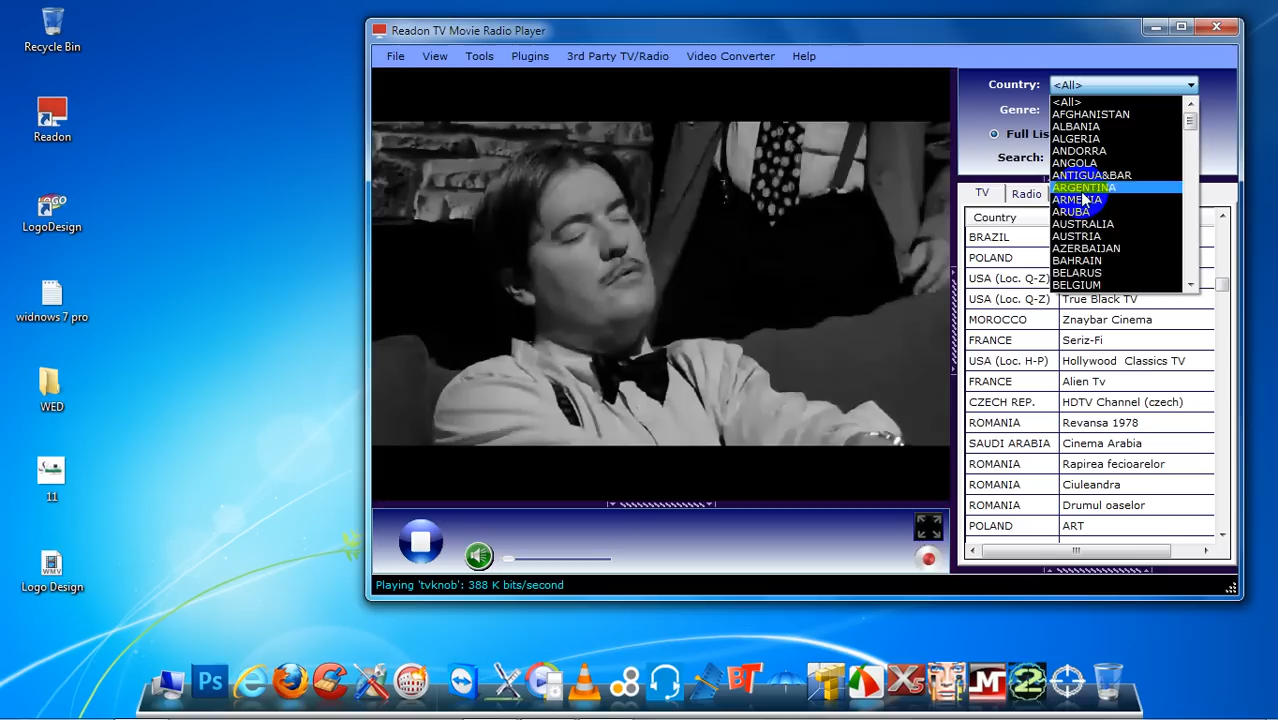 Recycle Bin
Readon
LogoDesign
widnows 7 pro
WED
11
Logo Design
Readon TV Movie Radio Player
File View Tools Plugins 3rd Party TV/Radio Video Converter Help
Country: <All>
Genre:
Full Lis
Search:
<All>
AFGHANISTAN
ALBANIA
ALGERIA
ANDORRA
ANGOLA
ANTIGUA&BAR
ARGENTINA
ARMENIA
ARUBA
AUSTRALIA
AUSTRIA
AZERBAIJAN
BAHRAIN
BELARUS
BELGIUM
TV Radio
Country
BRAZIL
POLAND
USA (Loc. Q-Z)
USA (Loc. Q-Z) True Black TV
MOROCCO Znaybar Cinema
FRANCE Seriz-Fi
USA (Loc. H-P) Hollywood Classics TV
FRANCE Alien Tv
CZECH REP. HDTV Channel (czech)
ROMANIA Revansa 1978
SAUDI ARABIA Cinema Arabia
ROMANIA Rapirea fecioarelor
ROMANIA Ciuleandra
ROMANIA Drumul oaselor
POLAND ART
Playing 'tvknob': 388 K bits/second
Ps
BT
X5
M
2